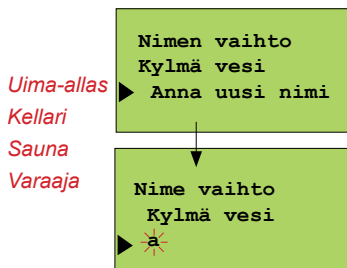 Nimen vaihto
Kylmä vesi
Anna uusi nimi
Uima-allas
Kellari
Sauna
Varaaja
Nime vaihto
Kylmä vesi
a